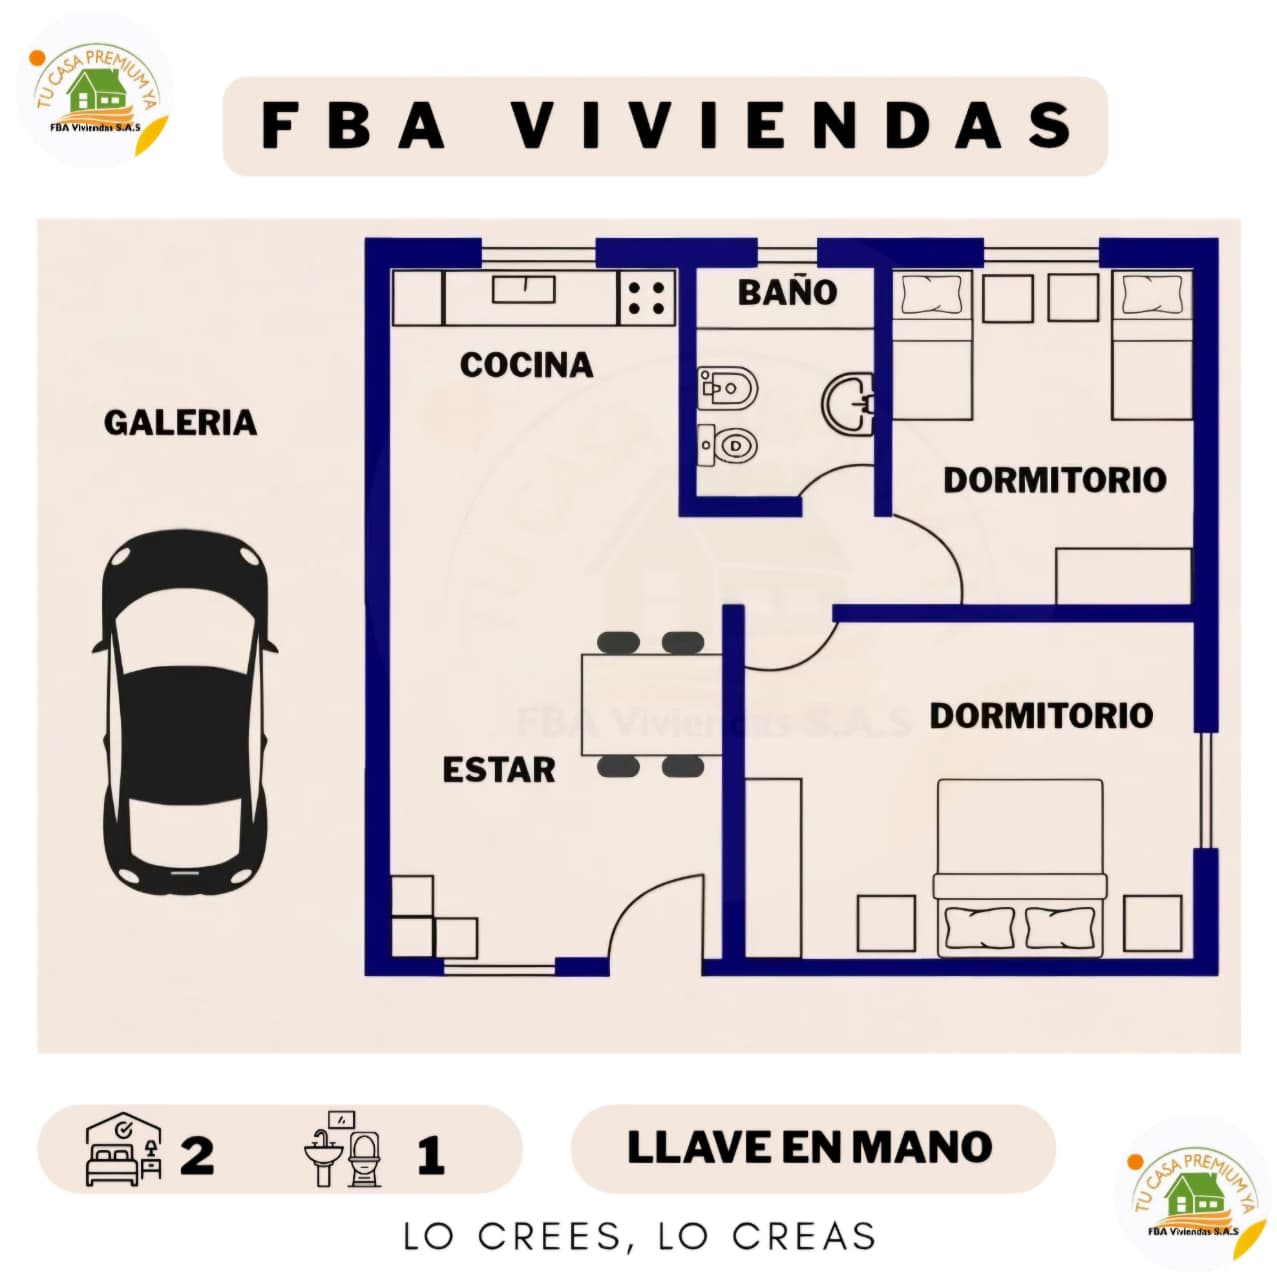 TU CASA PREMIUM YA
FBA Viviendas S.A.S
FBA VIVIENDAS
BAÑO
COCINA
GALERIA
DORMITORIO
D
FBA Viviendas S.A.S
DORMITORIO
ESTAR
2
1
LLAVE EN MANO
LO CREES, LO CREAS
TU CASA PREMIUM YA
FBA Viviendas S.A.S